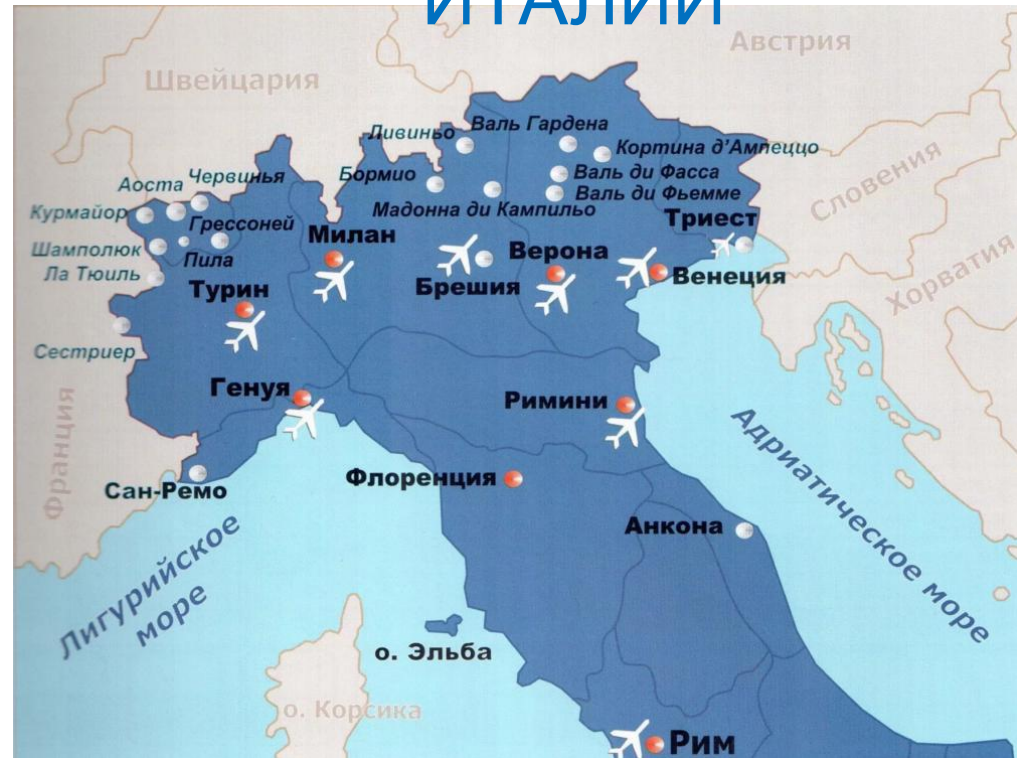 ИТАЛИИ
Австрия
Швейцария
Ливиньо
Валь Гардена
Кортина д'Ампеццо
Словения
Аоста
Червинья
Бормио
Валь ди Фасса
Валь ди Фьемме
Курмайор
Грессоней
Мадонна ди Кампильо
Триест
Шамполюк
Милан
Верона
Хорватия
Ла Тюиль
Пила
Брешия
Венеция
Турин
Сестриер
Генуя
Римини
Франция
Флоренция
Сан-Ремо
Адриатическое море
Анкона
Лигурийское
море
о. Эльба
о. Корсика
Рим